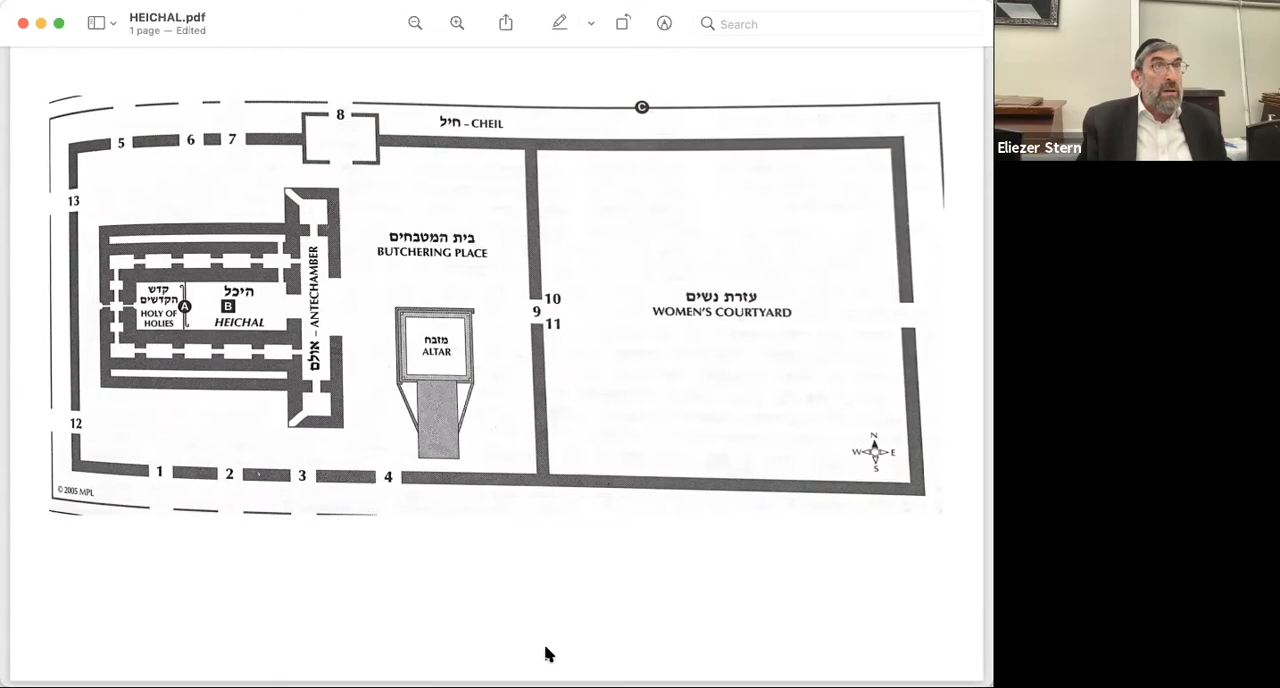 HEICHAL.pdf
1 page — Edited
Search
Eliezer Stern
C
8
חיל – CHEIL
5
6
7
13
בית המטבחים
BUTCHERING PLACE
אולם – ANTECHAMBER
קדש
הקדשים
A
HOLY OF
HOLIES
היכל
B
HEICHAL
10
9
11
עזרת נשים
WOMEN'S COURTYARD
מזבח
ALTAR
12
N
W
E
S
1
2
3
4
© 2005 MPL